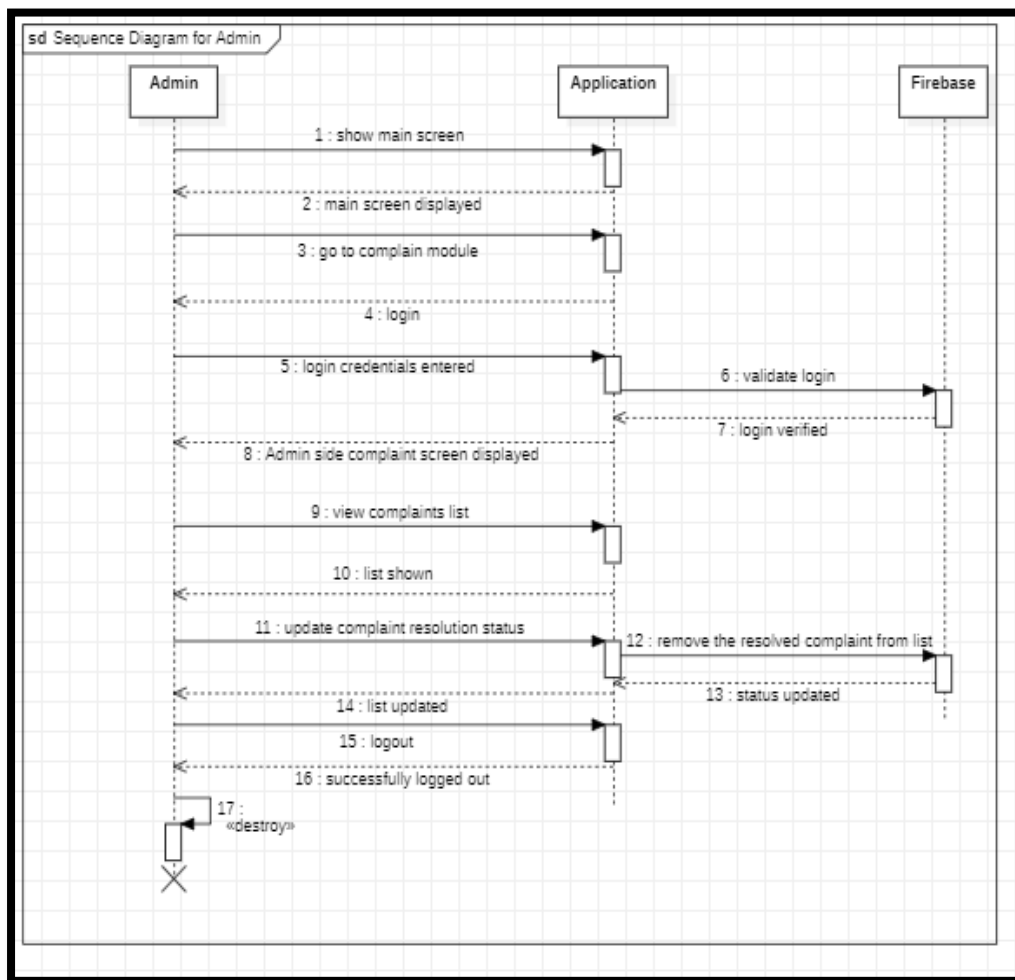 sd Sequence Diagram for Admin
Admin
Application
Firebase
1 : show main screen
2 : main screen displayed
3 : go to complain module
4 : login
5 : login credentials entered
6 : validate login
7 : login verified
8 : Admin side complaint screen displayed
9 : view complaints list
10 : list shown
11 : update complaint resolution status
12 : remove the resolved complaint from list
13 : status updated
14 : list updated
15 : logout
16 : successfully logged out
17 :
«destroy»